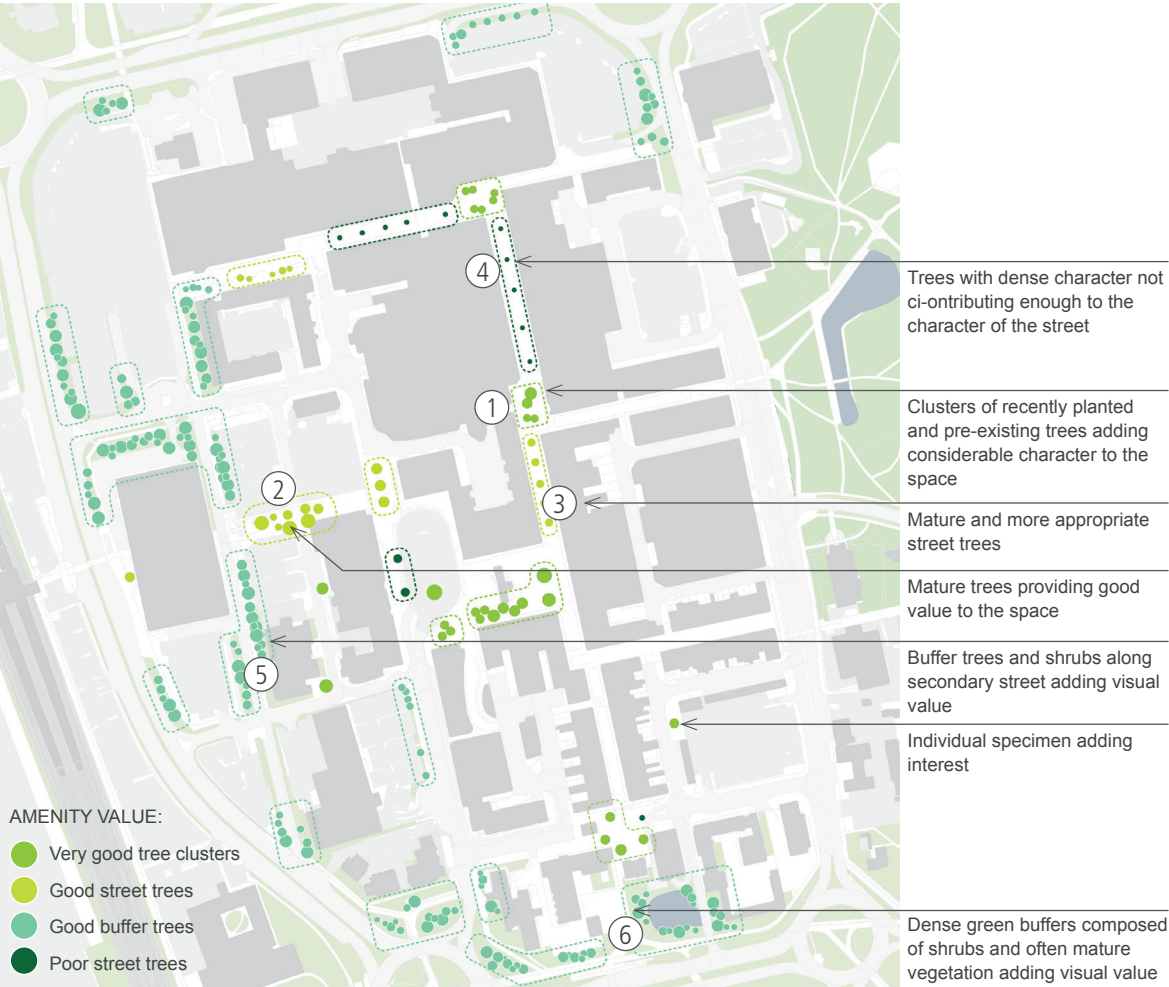 4
Trees with dense character not
ci-ontributing enough to the
character of the street
1
Clusters of recently planted
and pre-existing trees adding
considerable character to the
space
2
3
Mature and more appropriate
street trees
Mature trees providing good
value to the space
5
Buffer trees and shrubs along
secondary street adding visual
value
Individual specimen adding
interest
AMENITY VALUE:
Very good tree clusters
Good street trees
Good buffer trees
Poor street trees
6
Dense green buffers composed
of shrubs and often mature
vegetation adding visual value